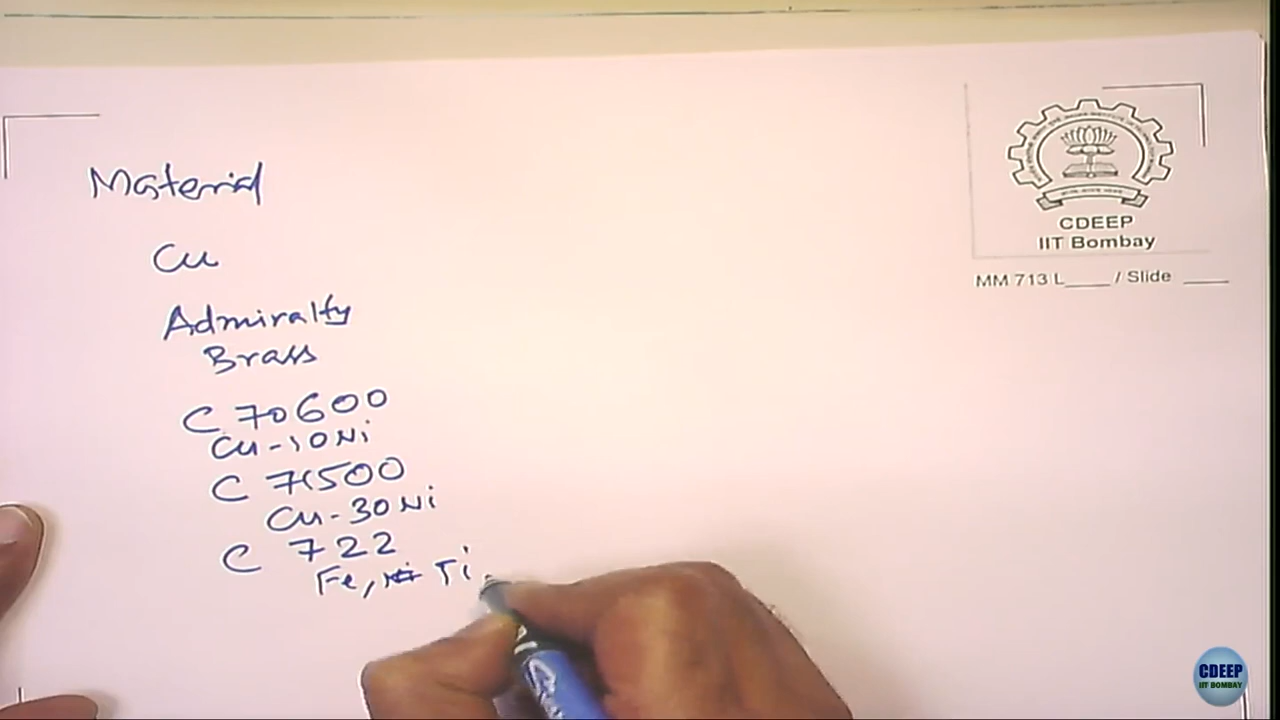 Material
Cu
Admiralty
Brass
C 70600
Cu-10Ni
C 71500
Cu-30Ni
C 722
Fe, Ti
CDEEP
IIT Bombay
MM 713 L____ / Slide ____
CDEEP
IIT BOMBAY